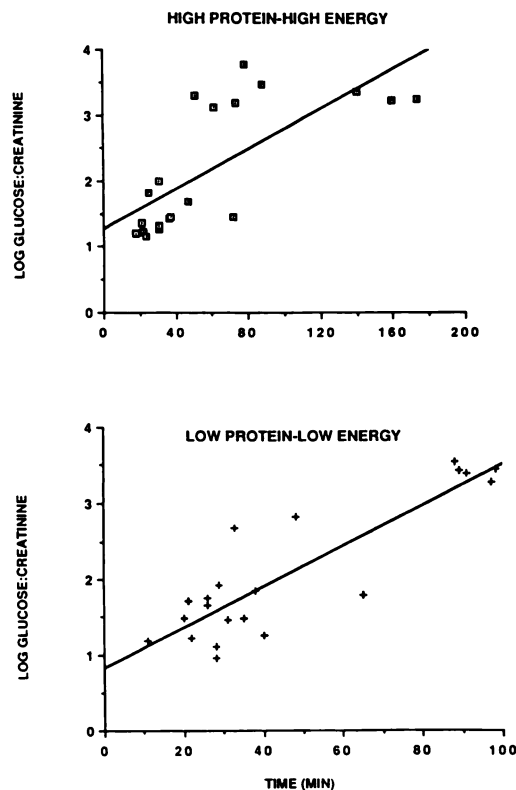 HIGH PROTEIN-HIGH ENERGY
4
3
2
1
0
LOG GLUCOSE:CREATININE
0 40 80 120 160 200
LOW PROTEIN-LOW ENERGY
4
3
2
1
0
LOG GLUCOSE:CREATININE
0 20 40 60 80 100
TIME (MIN)